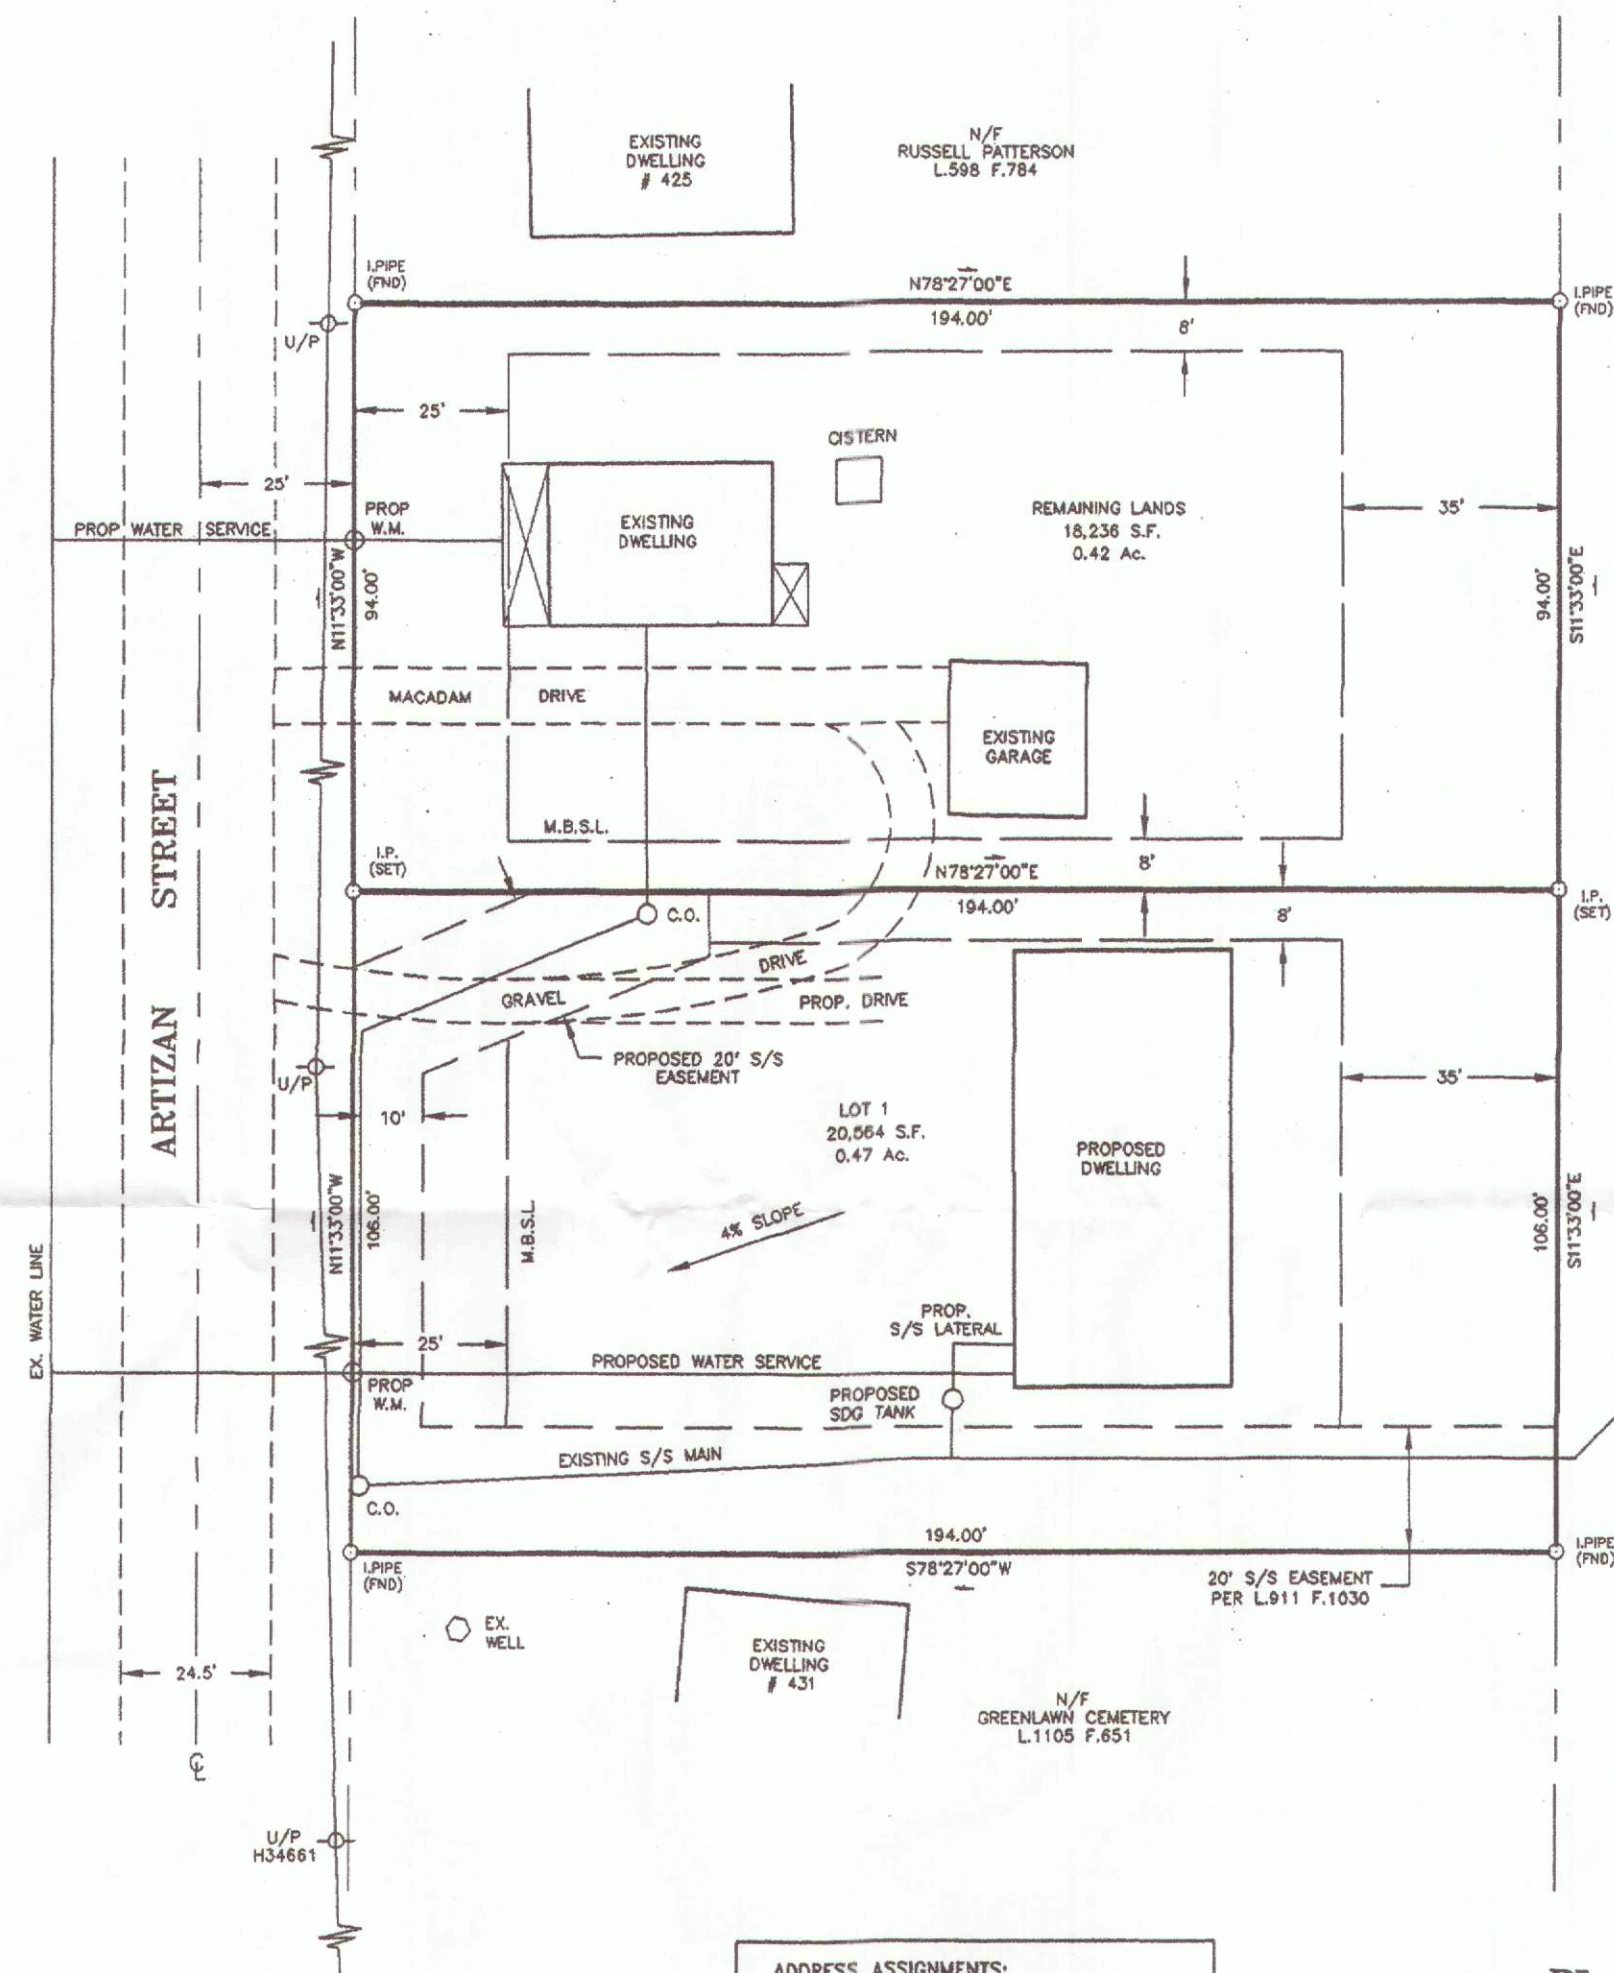 EXISTING
DWELLING
# 425
N/F
RUSSELL PATTERSON
L.598 F.784
I.PIPE
(FND)
N78°27'00"E
194.00'
8'
I.PIPE
(FND)
U/P
25'
CISTERN
25'
PROP
W.M.
PROP WATER SERVICE
EXISTING
DWELLING
REMAINING LANDS
18,236 S.F.
0.42 Ac.
35'
N11°33'00"W
94.00'
94.00'
S11°33'00"E
MACADAM DRIVE
EXISTING
GARAGE
M.B.S.L.
ARTIZAN STREET
I.P.
(SET)
8'
N78°27'00"E
194.00'
8'
I.P.
(SET)
C.O.
DRIVE
GRAVEL
PROP. DRIVE
PROPOSED 20' S/S
EASEMENT
U/P
10'
35'
LOT 1
20,564 S.F.
0.47 Ac.
PROPOSED
DWELLING
N11°33'00"W
106.00'
M.B.S.L.
4% SLOPE
106.00'
S11°33'00"E
EX. WATER LINE
PROP.
S/S LATERAL
25'
PROPOSED WATER SERVICE
PROP
W.M.
PROPOSED
SDG TANK
EXISTING S/S MAIN
C.O.
194.00'
S78°27'00"W
I.PIPE
(FND)
I.PIPE
(FND)
20' S/S EASEMENT
PER L.911 F.1030
EX.
WELL
EXISTING
DWELLING
# 431
24.5'
N/F
GREENLAWN CEMETERY
L.1105 F.651
U/P
H34661
ADDRESS ASSIGNMENTS: